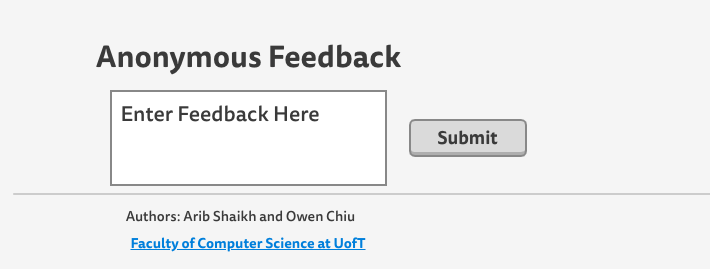 Anonymous Feedback
Enter Feedback Here
Submit
Authors: Arib Shaikh and Owen Chiu
Faculty of Computer Science at UofT